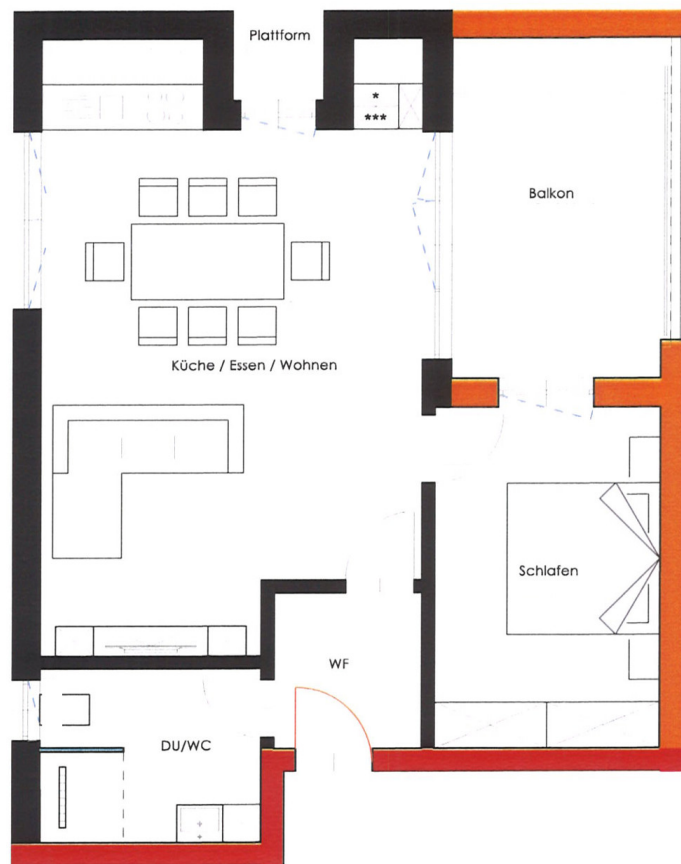 Plattform
*
***
Balkon
Küche / Essen / Wohnen
Schlafen
WF
DU/WC